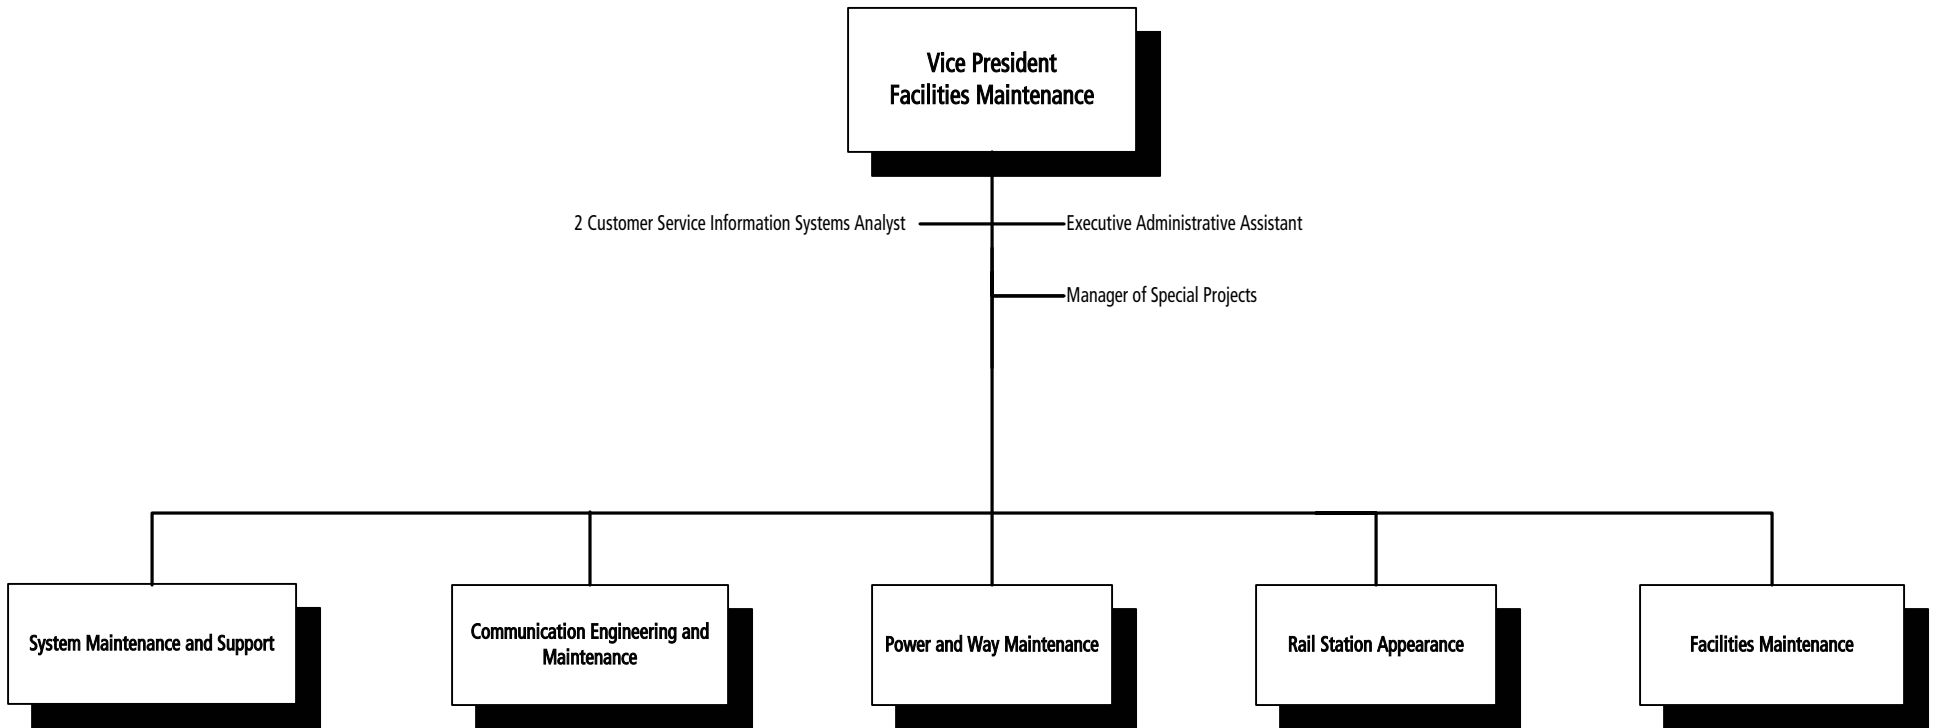 Vice President
Facilities Maintenance
2 Customer Service Information Systems Analyst
Executive Administrative Assistant
Manager of Special Projects
System Maintenance and Support
Communication Engineering and
Maintenance
Power and Way Maintenance
Rail Station Appearance
Facilities Maintenance